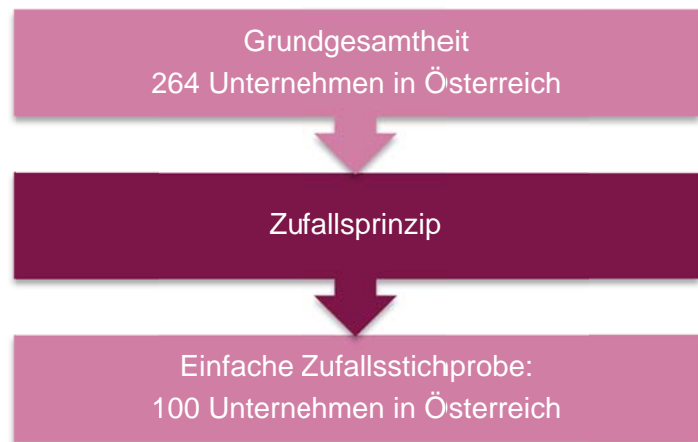 Grundgesamtheit
264 Unternehmen in Österreich
Zufallsprinzip
Einfache Zufallsstichprobe:
100 Unternehmen in Österreich